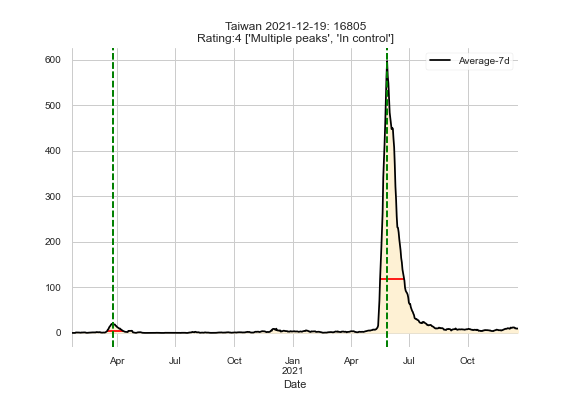 Taiwan 2021-12-19: 16805
Rating:4 ['Multiple peaks', 'In control']
Average-7d
600
500
400
300
200
100
0
Apr Jul Oct Jan Apr Jul Oct
2021
Date